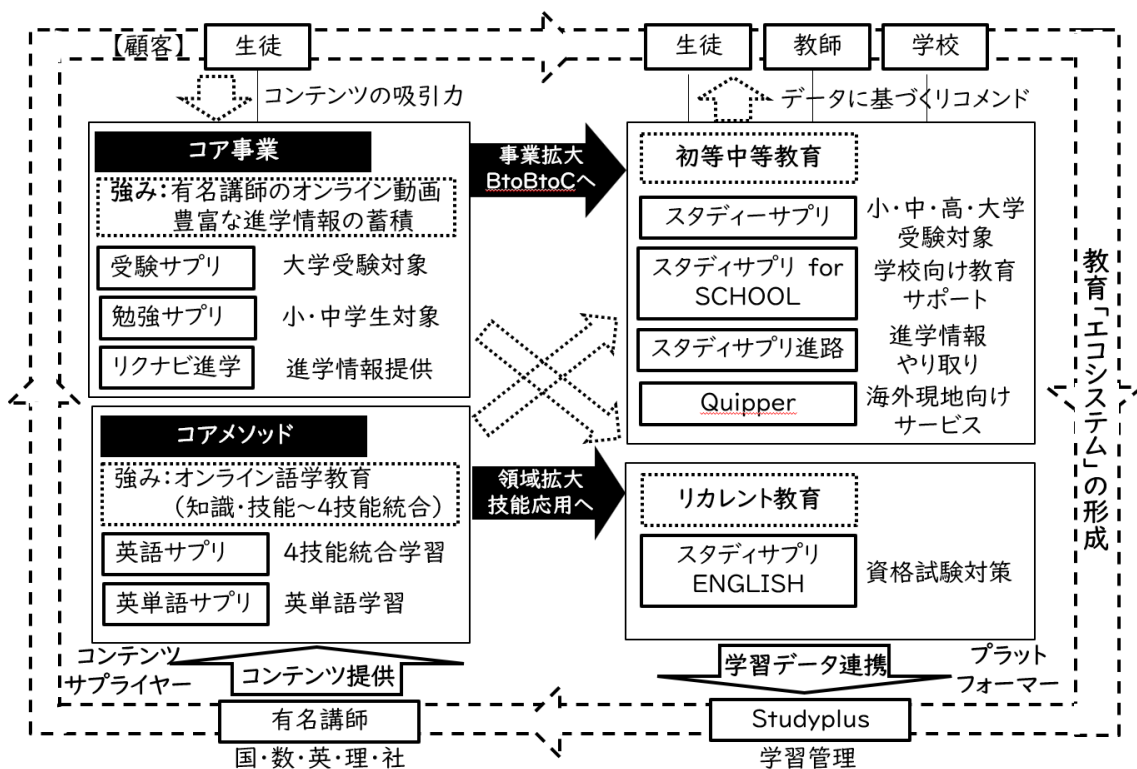 【顧客】
生徒
生徒
教師
学校
コンテンツの吸引力
データに基づくリコメンド
コア事業
強み:有名講師のオンライン動画
豊富な進学情報の蓄積
受験サプリ
大学受験対象
勉強サプリ
小・中学生対象
リクナビ進学
進学情報提供
事業拡大
BtoBtoCへ
初等中等教育
スタディーサプリ
小・中・高・大学
受験対象
スタディサプリ for
SCHOOL
学校向け教育
サポート
スタディサプリ進路
進学情報
やり取り
Quipper
海外現地向け
サービス
コアメソッド
強み:オンライン語学教育
(知識・技能~4技能統合)
英語サプリ
4技能統合学習
英単語サプリ
英単語学習
領域拡大
技能応用へ
リカレント教育
スタディサプリ
ENGLISH
資格試験対策
教育「エコシステム」の形成
コンテンツ
サプライヤー
コンテンツ提供
学習データ連携
プラット
フォーマー
有名講師
国・数・英・理・社
Studyplus
学習管理